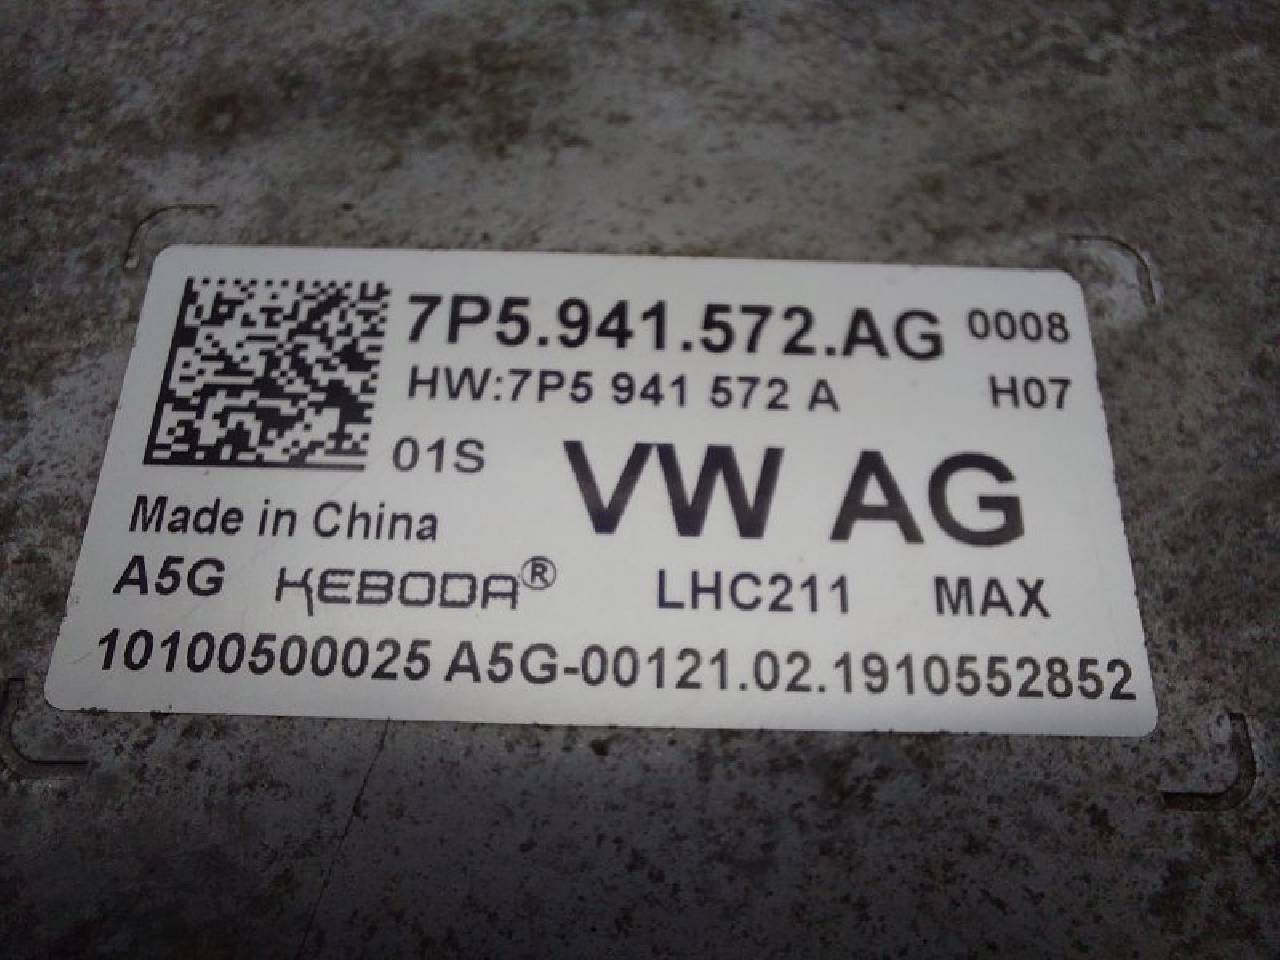 7P5.941.572.AG 0008
HW:7P5 941 572 A H07
01S VW AG
Made in China
A5G KEBODA® LHC211 MAX
10100500025 A5G-00121.02.1910552852